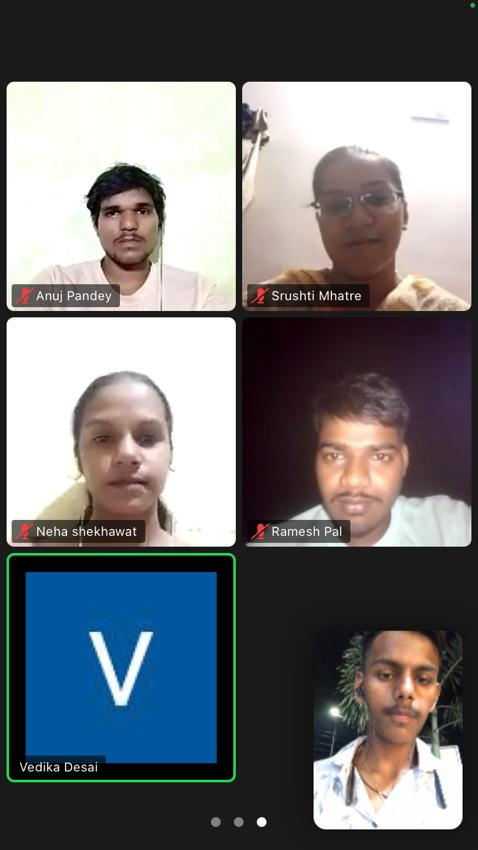 Anuj Pandey
Srushti Mhatre
Neha shekhawat
Ramesh Pal
V
Vedika Desai